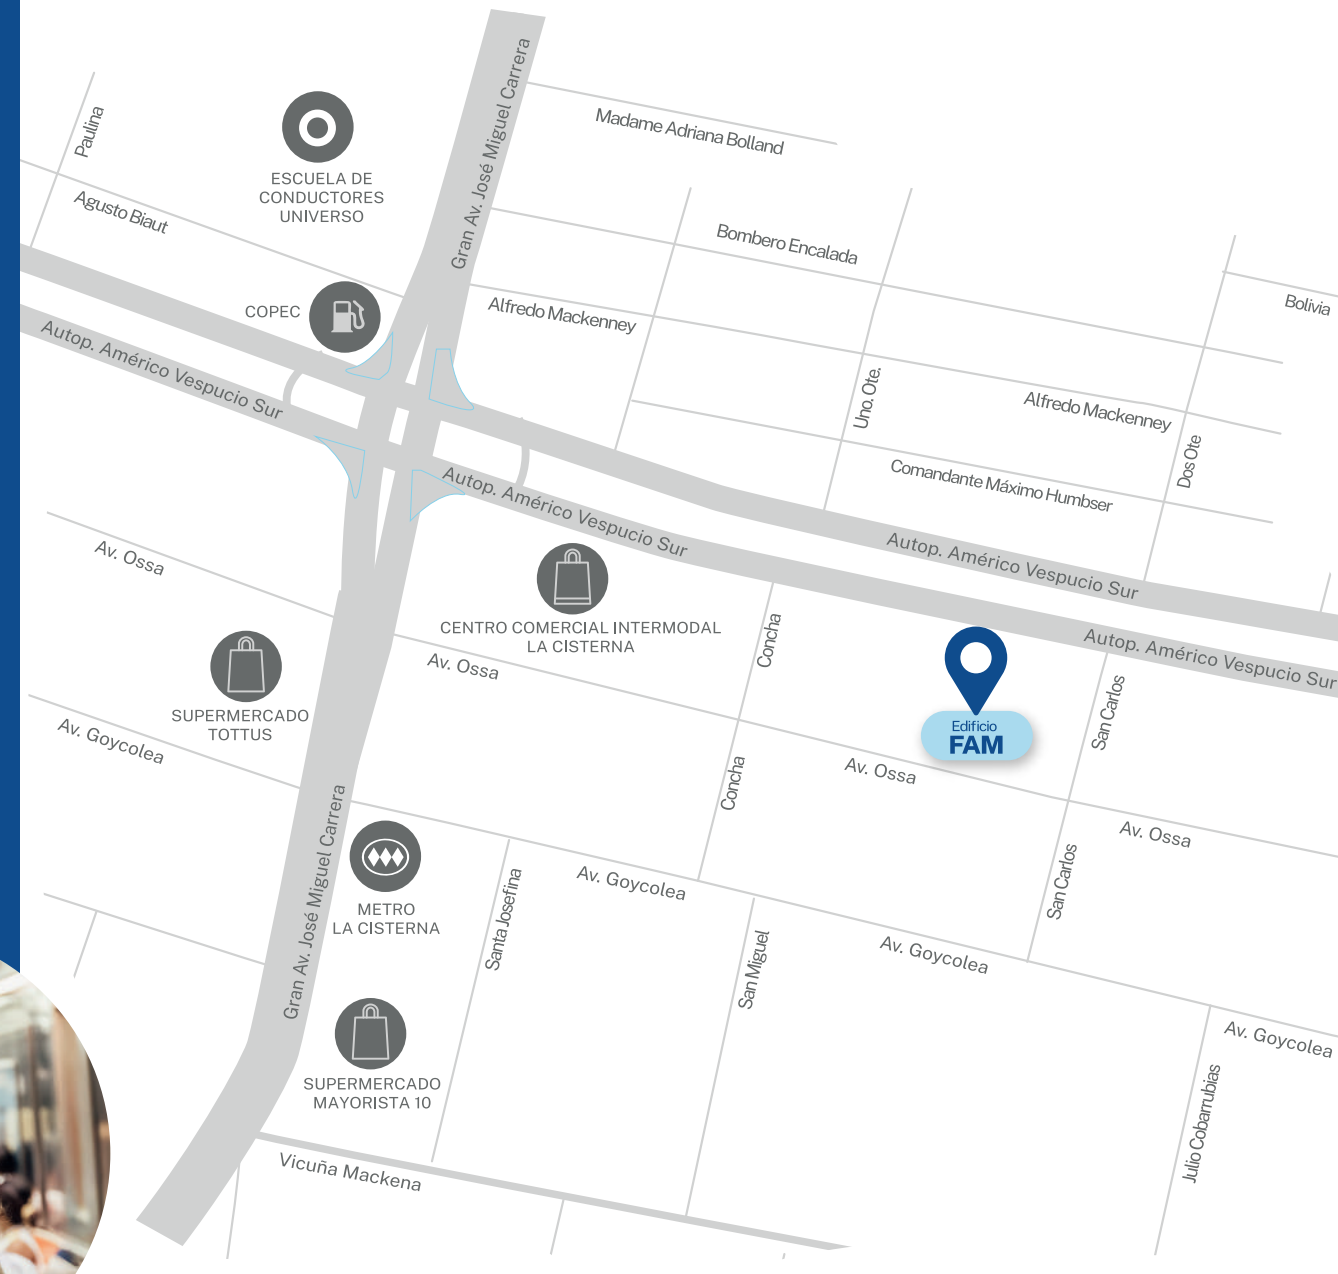 Gran Av. José Miguel Carrera
Madame Adriana Bolland
Paulina
ESCUELA DE
CONDUCTORES
UNIVERSO
Agusto Biaut
Bombero Encalada
Bolivia
COPEC
Alfredo Mackenney
Autop. Américo Vespucio Sur
Uno. Ote.
Alfredo Mackenney
Dos Ote
Comandante Máximo Humbser
Autop. Américo Vespucio Sur
Autop. Américo Vespucio Sur
Av. Ossa
CENTRO COMERCIAL INTERMODAL
LA CISTERNA
Concha
Autop. Américo Vespucio Sur
Av. Ossa
San Carlos
SUPERMERCADO
TOTTUS
Edificio
FAM
Av. Goycolea
Concha
Av. Ossa
Av. Ossa
Gran Av. José Miguel Carrera
METRO
LA CISTERNA
Santa Josefina
Av. Goycolea
San Carlos
San Miguel
Av. Goycolea
Av. Goycolea
SUPERMERCADO
MAYORISTA 10
Julio Cobarrubias
Vicuña Mackena